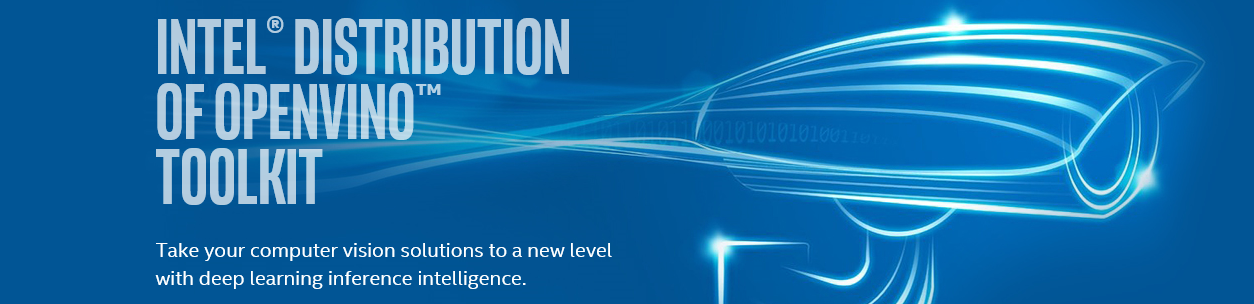 INTEL® DISTRIBUTION
OF OPENVINO™
TOOLKIT
Take your computer vision solutions to a new level
with deep learning inference intelligence.